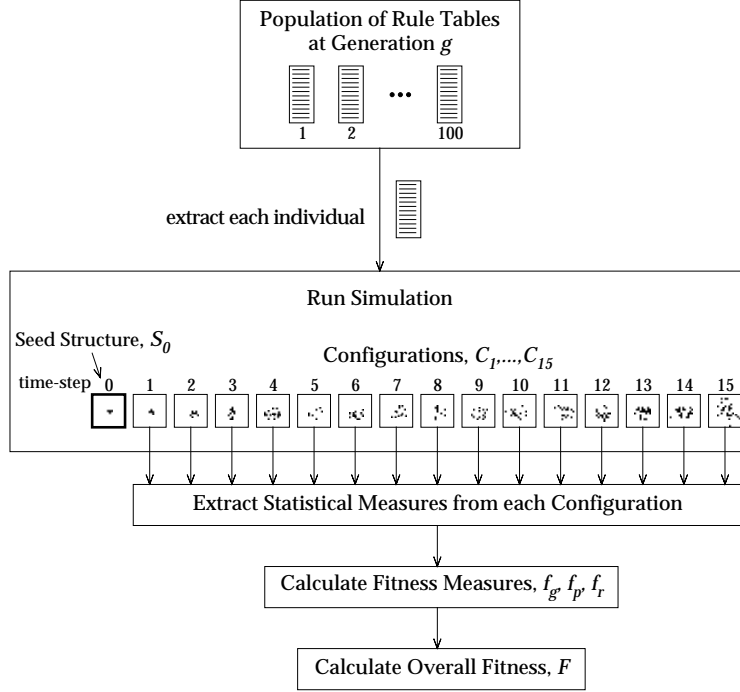 Population of Rule Tables
at Generation g
1 2 ••• 100
extract each individual
Run Simulation
Seed Structure, S0
Configurations, C1,...,C15
time-step 0 1 2 3 4 5 6 7 8 9 10 11 12 13 14 15
Extract Statistical Measures from each Configuration
Calculate Fitness Measures, fg, fp, fr
Calculate Overall Fitness, F